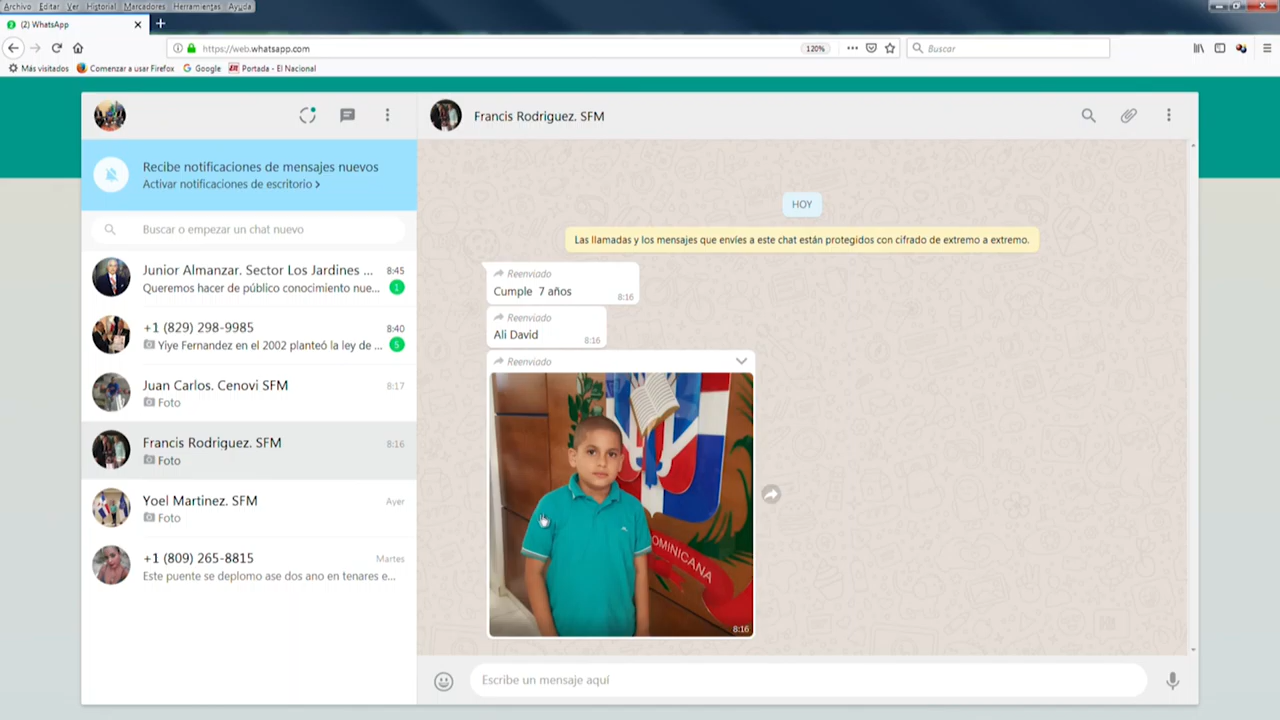 Archivo Editar Ver Historial Marcadores Herramientas Ayuda
(2) WhatsApp
https://web.whatsapp.com
120%
Buscar
Más visitados
Comenzar a usar Firefox
Google
Portada - El Nacional
Recibe notificaciones de mensajes nuevos
Activar notificaciones de escritorio
Buscar o empezar un chat nuevo
Junior Almanzar. Sector Los Jardines ...
8:45
Queremos hacer de público conocimiento nue...
1
+1 (829) 298-9985
8:40
Yiye Fernandez en el 2002 planteó la ley de ...
5
Juan Carlos. Cenovi SFM
8:17
Foto
Francis Rodriguez. SFM
8:16
Foto
Yoel Martinez. SFM
Ayer
Foto
+1 (809) 265-8815
Martes
Este puente se deplomo ase dos ano en tenares e...
Francis Rodriguez. SFM
HOY
Las llamadas y los mensajes que envíes a este chat están protegidos con cifrado de extremo a extremo.
Reenviado
Cumple 7 años
8:16
Reenviado
Alí David
8:16
Reenviado
DOMINICANA
8:16
Escribe un mensaje aquí